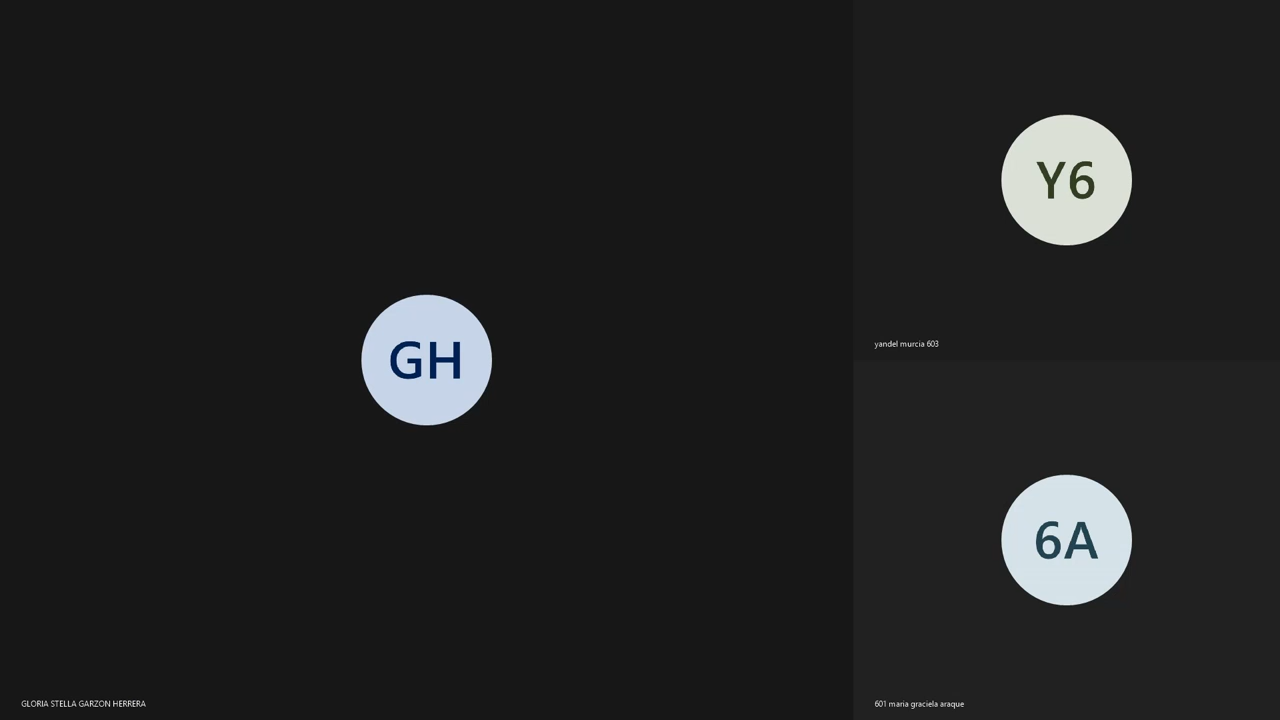 GH
GLORIA STELLA GARZON HERRERA
Y6
yandel murcia 603
6A
601 maria graciela araque